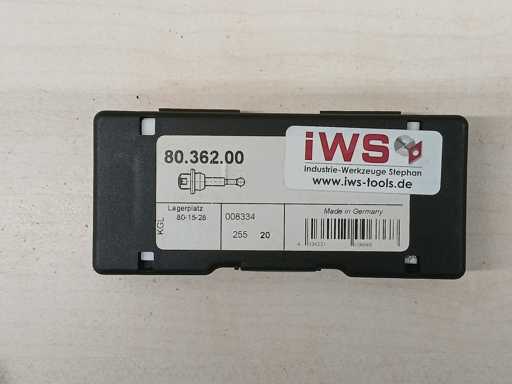 80.362.00
iWS
Industrie-Werkzeuge Stephan
www.iws-tools.de
KGL
Lagerplatz
80-15-28
008334
255 20
Made in Germany